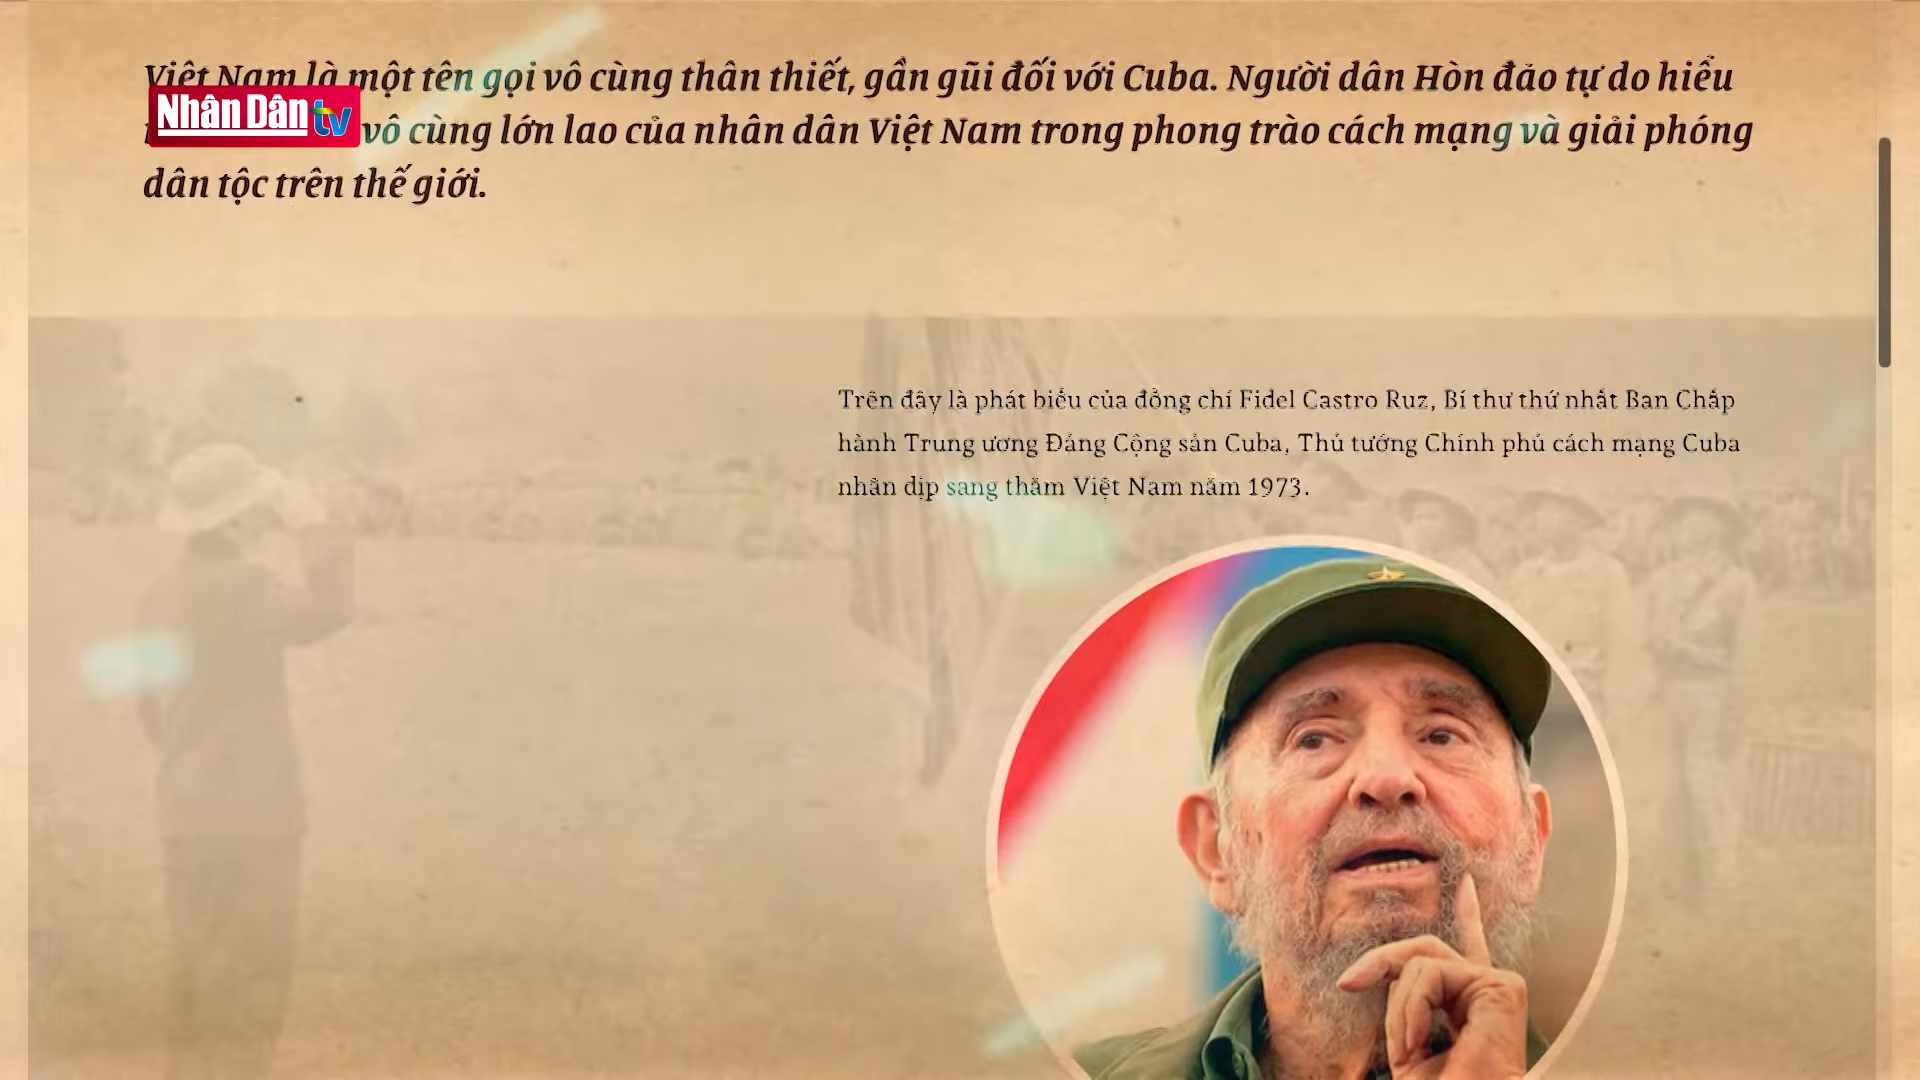 Việt Nam là một tên gọi vô cùng thân thiết, gần gũi đối với Cuba. Người dân Hòn đảo tự do hiểu
vô cùng lớn lao của nhân dân Việt Nam trong phong trào cách mạng và giải phóng
dân tộc trên thế giới.
Nhân Dân tv
Trên đây là phát biểu của đồng chí Fidel Castro Ruz, Bí thư thứ nhất Ban Chấp
hành Trung ương Đảng Cộng sản Cuba, Thủ tướng Chính phủ cách mạng Cuba
nhân dịp sang thăm Việt Nam năm 1973.